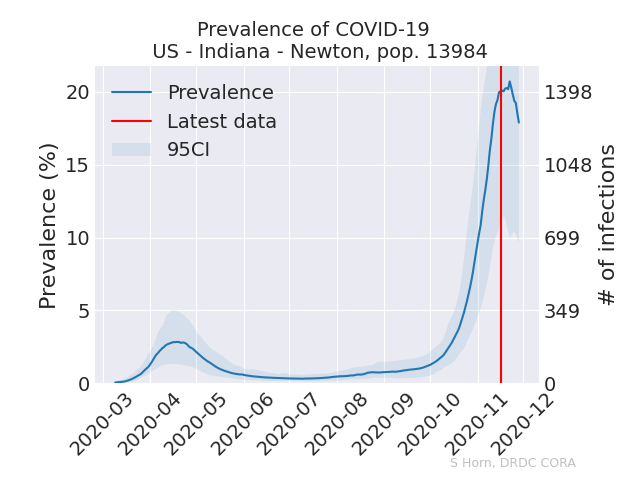 Prevalence of COVID-19
US - Indiana - Newton, pop. 13984
Prevalence
Latest data
95CI
Prevalence (%)
20
15
10
5
0
# of infections
1398
1048
699
349
0
2020-03
2020-04
2020-05
2020-06
2020-07
2020-08
2020-09
2020-10
2020-11
2020-12
S Horn, DRDC CORA